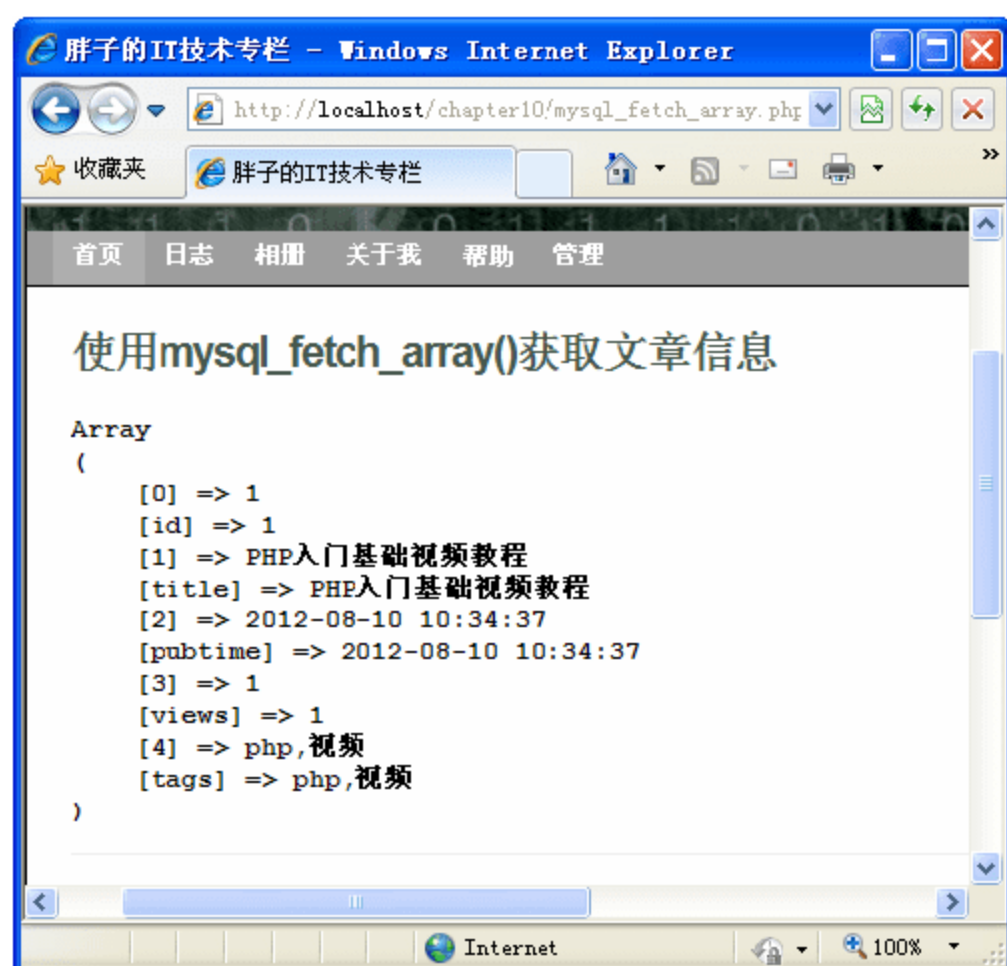 胖子的IT技术专栏 - Windows Internet Explorer
http://localhost/chapter10/mysql_fetch_array.php
收藏夹
胖子的IT技术专栏
»
首页 日志 相册 关于我 帮助 管理
使用mysql_fetch_array()获取文章信息
Array
(
[0] => 1
[id] => 1
[1] => PHP入门基础视频教程
[title] => PHP入门基础视频教程
[2] => 2012-08-10 10:34:37
[pubtime] => 2012-08-10 10:34:37
[3] => 1
[views] => 1
[4] => php,视频
[tags] => php,视频
)
Internet
100%